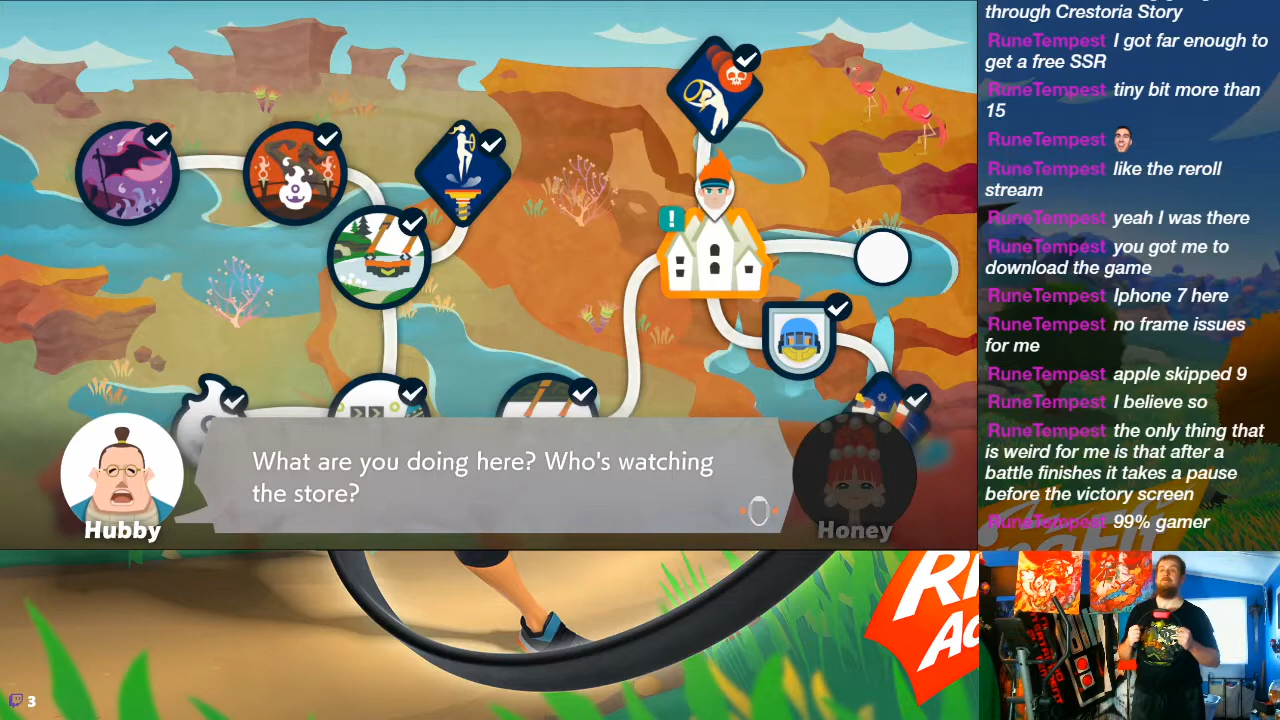 through Crestoria Story
RuneTempest I got far enough to
get a free SSR
RuneTempest tiny bit more than
15
RuneTempest
RuneTempest like the reroll
stream
RuneTempest yeah I was there
RuneTempest you got me to
download the game
RuneTempest Iphone 7 here
RuneTempest no frame issues
for me
RuneTempest apple skipped 9
RuneTempest I believe so
RuneTempest the only thing that
is weird for me is that after a
battle finishes it takes a pause
before the victory screen
RuneTempest 99% gamer
!
What are you doing here? Who's watching
the store?
Hubby
Honey
3